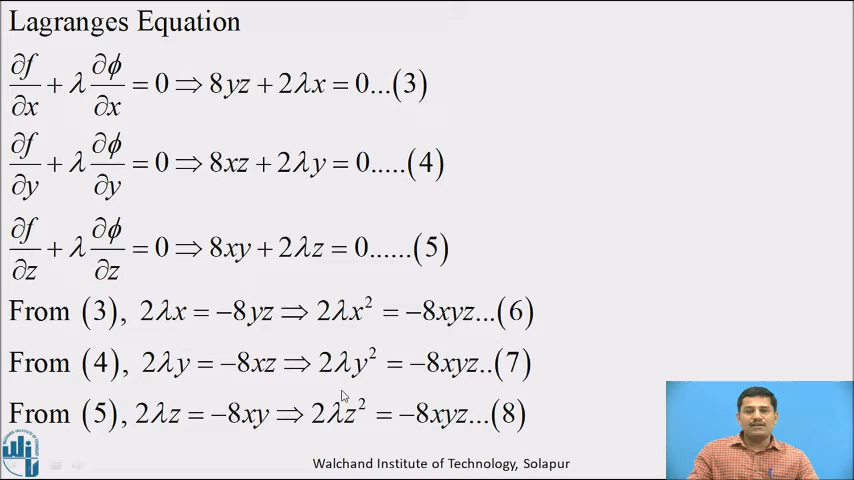 Lagranges Equation
∂f/∂x + λ ∂ϕ/∂x = 0 ⇒ 8yz + 2λx = 0...(3)
∂f/∂y + λ ∂ϕ/∂y = 0 ⇒ 8xz + 2λy = 0.....(4)
∂f/∂z + λ ∂ϕ/∂z = 0 ⇒ 8xy + 2λz = 0......(5)
From (3), 2λx = −8yz ⇒ 2λx² = −8xyz...(6)
From (4), 2λy = −8xz ⇒ 2λy² = −8xyz..(7)
From (5), 2λz = −8xy ⇒ 2λz² = −8xyz...(8)
Walchand Institute of Technology, Solapur